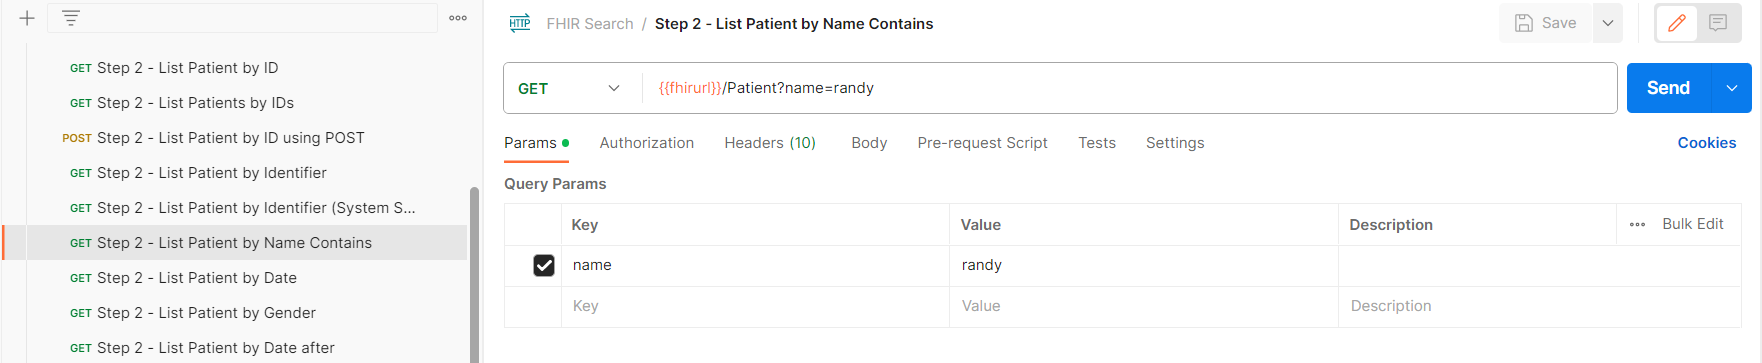 GET Step 2 - List Patient by ID
GET Step 2 - List Patients by IDs
POST Step 2 - List Patient by ID using POST
GET Step 2 - List Patient by Identifier
GET Step 2 - List Patient by Identifier (System S...
GET Step 2 - List Patient by Name Contains
GET Step 2 - List Patient by Date
GET Step 2 - List Patient by Gender
GET Step 2 - List Patient by Date after
HTTP FHIR Search / Step 2 - List Patient by Name Contains
Save
GET {{fhirurl}}/Patient?name=randy
Send
Params Authorization Headers (10) Body Pre-request Script Tests Settings Cookies
Query Params
Key Value Description Bulk Edit
name randy
Key Value Description